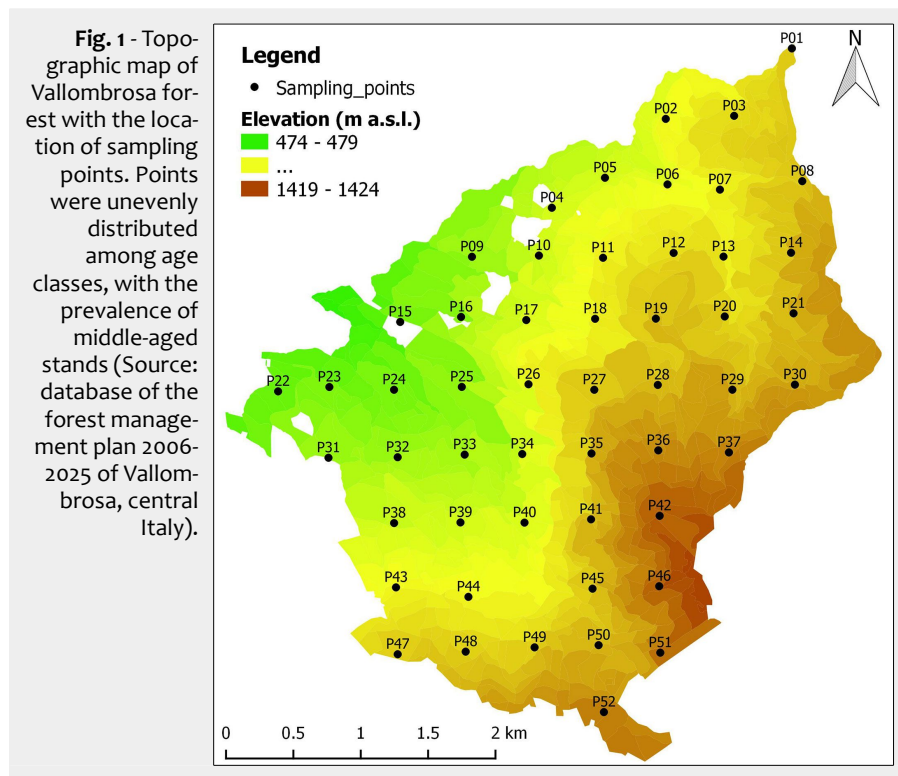 Fig. 1 - Topo-
graphic map of
Vallombrosa for-
est with the loca-
tion of sampling
points. Points
were unevenly
distributed
among age
classes, with the
prevalence of
middle-aged
stands (Source:
database of the
forest manage-
ment plan 2006-
2025 of Vallom-
brosa, central
Italy).
Legend
Sampling_points
Elevation (m a.s.l.)
474 - 479
...
1419 - 1424
N
P01
P02 P03
P05 P06 P07 P08
P04
P09 P10 P11 P12 P13 P14
P15 P16 P17 P18 P19 P20 P21
P22 P23 P24 P25 P26 P27 P28 P29 P30
P31 P32 P33 P34 P35 P36 P37
P38 P39 P40 P41 P42
P43 P44 P45 P46
P47 P48 P49 P50 P51
P52
0 0.5 1 2 km